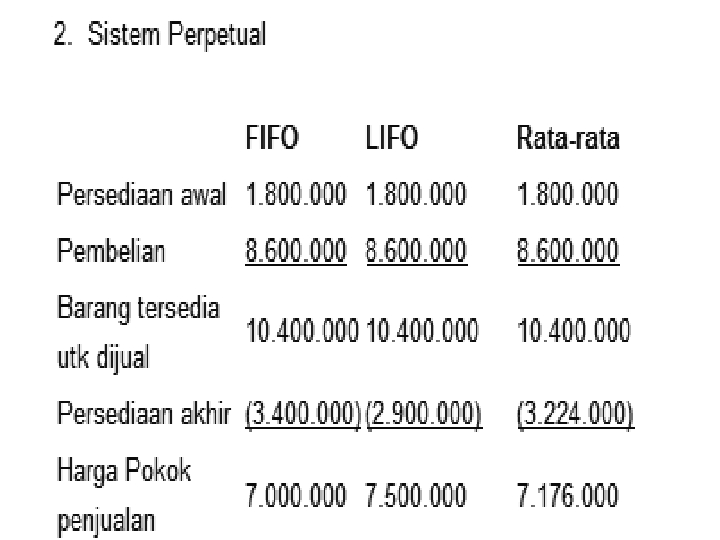 2. Sistem Perpetual
FIFO LIFO Rata-rata
Persediaan awal 1.800.000 1.800.000 1.800.000
Pembelian 8.600.000 8.600.000 8.600.000
Barang tersedia
utk dijual 10.400.000 10.400.000 10.400.000
Persediaan akhir (3.400.000) (2.900.000) (3.224.000)
Harga Pokok
penjualan 7.000.000 7.500.000 7.176.000